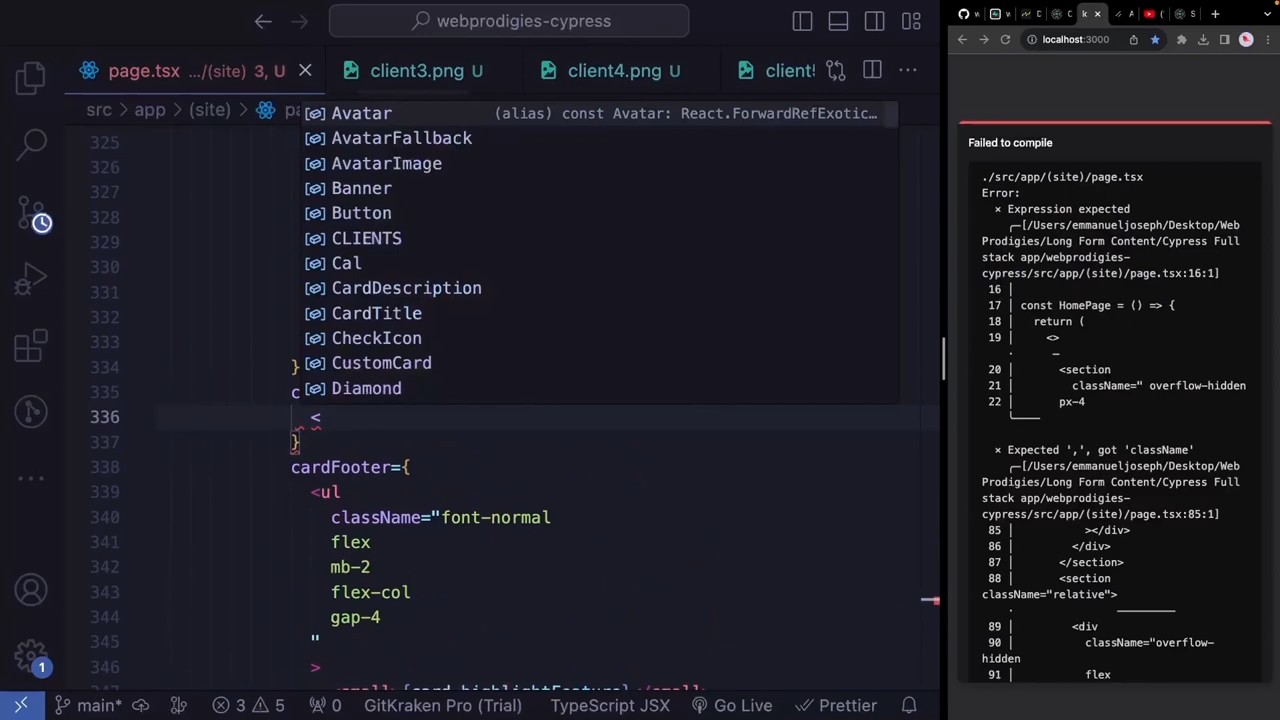 webprodigies-cypress
page.tsx .../(site) 3, U
client3.png U
client4.png U
client
src > app > (site) >
Avatar (alias) const Avatar: React.ForwardRefExotic…
AvatarFallback
AvatarImage
Banner
Button
CLIENTS
Cal
CardDescription
CardTitle
CheckIcon
CustomCard
Diamond
325
326
327
328
329
330
331
332
333
334 }
335 c
336 <
337 }
338 cardFooter={
339 <ul
340 className="font-normal
341 flex
342 mb-2
343 flex-col
344 gap-4
345 "
346 >
<small>{card.highlightFeature}</small>
main* 3 5 0 GitKraken Pro (Trial) TypeScript JSX Go Live Prettier
1
localhost:3000
Failed to compile
./src/app/(site)/page.tsx
Error:
× Expression expected
╭─[/Users/emmanueljoseph/Desktop/Web
Prodigies/Long Form Content/Cypress Full
stack app/webprodigies-
cypress/src/app/(site)/page.tsx:16:1]
16 |
17 | const HomePage = () => {
18 | return (
19 | <>
· ─
20 | <section
21 | className=" overflow-hidden
22 | px-4
╰────
× Expected ',', got 'className'
╭─[/Users/emmanueljoseph/Desktop/Web
Prodigies/Long Form Content/Cypress Full
stack app/webprodigies-
cypress/src/app/(site)/page.tsx:85:1]
85 | ></div>
86 | </div>
87 | </section>
88 | <section
className="relative">
· ─────────
89 | <div
90 | className="overflow-
hidden
91 | flex